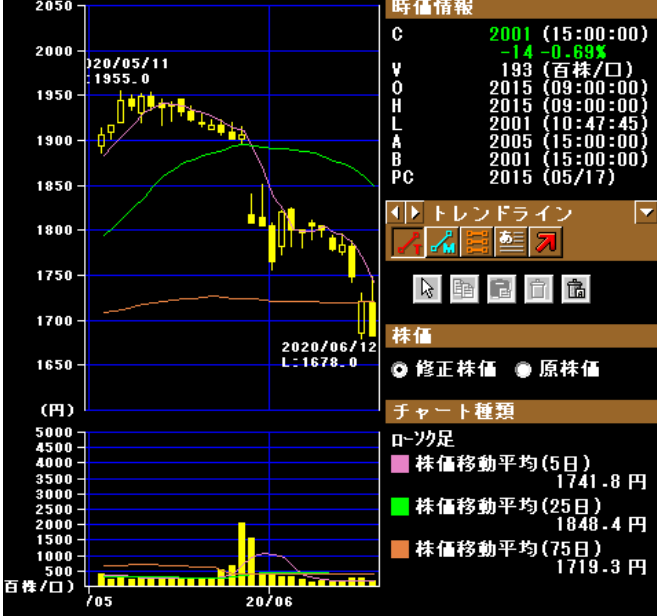 2050
2000
020/05/11
:1955.0
1950
1900
1850
1800
1750
1700
2020/06/12
L:1678.0
1650
(円)
5000
4500
4000
3500
3000
2500
2000
1500
1000
500
百株/口)
/05
20/06
時価情報
C 2001 (15:00:00)
-14 -0.69%
V 193 (百株/口)
O 2015 (09:00:00)
H 2015 (09:00:00)
L 2001 (10:47:45)
A 2005 (15:00:00)
B 2001 (15:00:00)
PC 2015 (05/17)
トレンドライン
T M あ
株価
修正株価 原株価
チャート種類
ローソク足
株価移動平均(5日)
1741.8 円
株価移動平均(25日)
1848.4 円
株価移動平均(75日)
1719.3 円